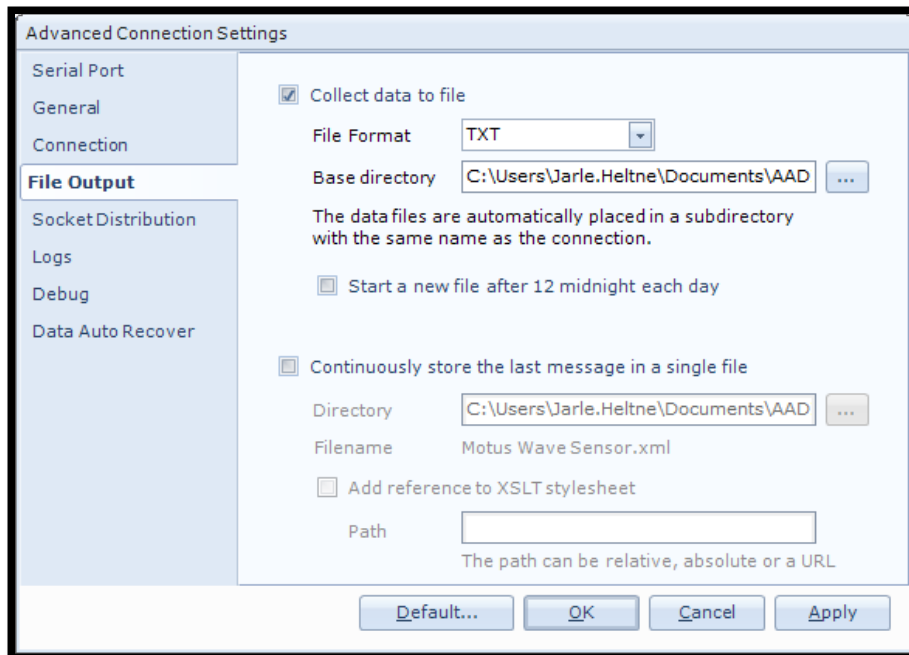 Advanced Connection Settings
Serial Port
General
Connection
File Output
Socket Distribution
Logs
Debug
Data Auto Recover
Collect data to file
File Format TXT
Base directory C:\Users\Jarle.Heltne\Documents\AAD ...
The data files are automatically placed in a subdirectory
with the same name as the connection.
Start a new file after 12 midnight each day
Continuously store the last message in a single file
Directory C:\Users\Jarle.Heltne\Documents\AAD ...
Filename Motus Wave Sensor.xml
Add reference to XSLT stylesheet
Path
The path can be relative, absolute or a URL
Default... OK Cancel Apply